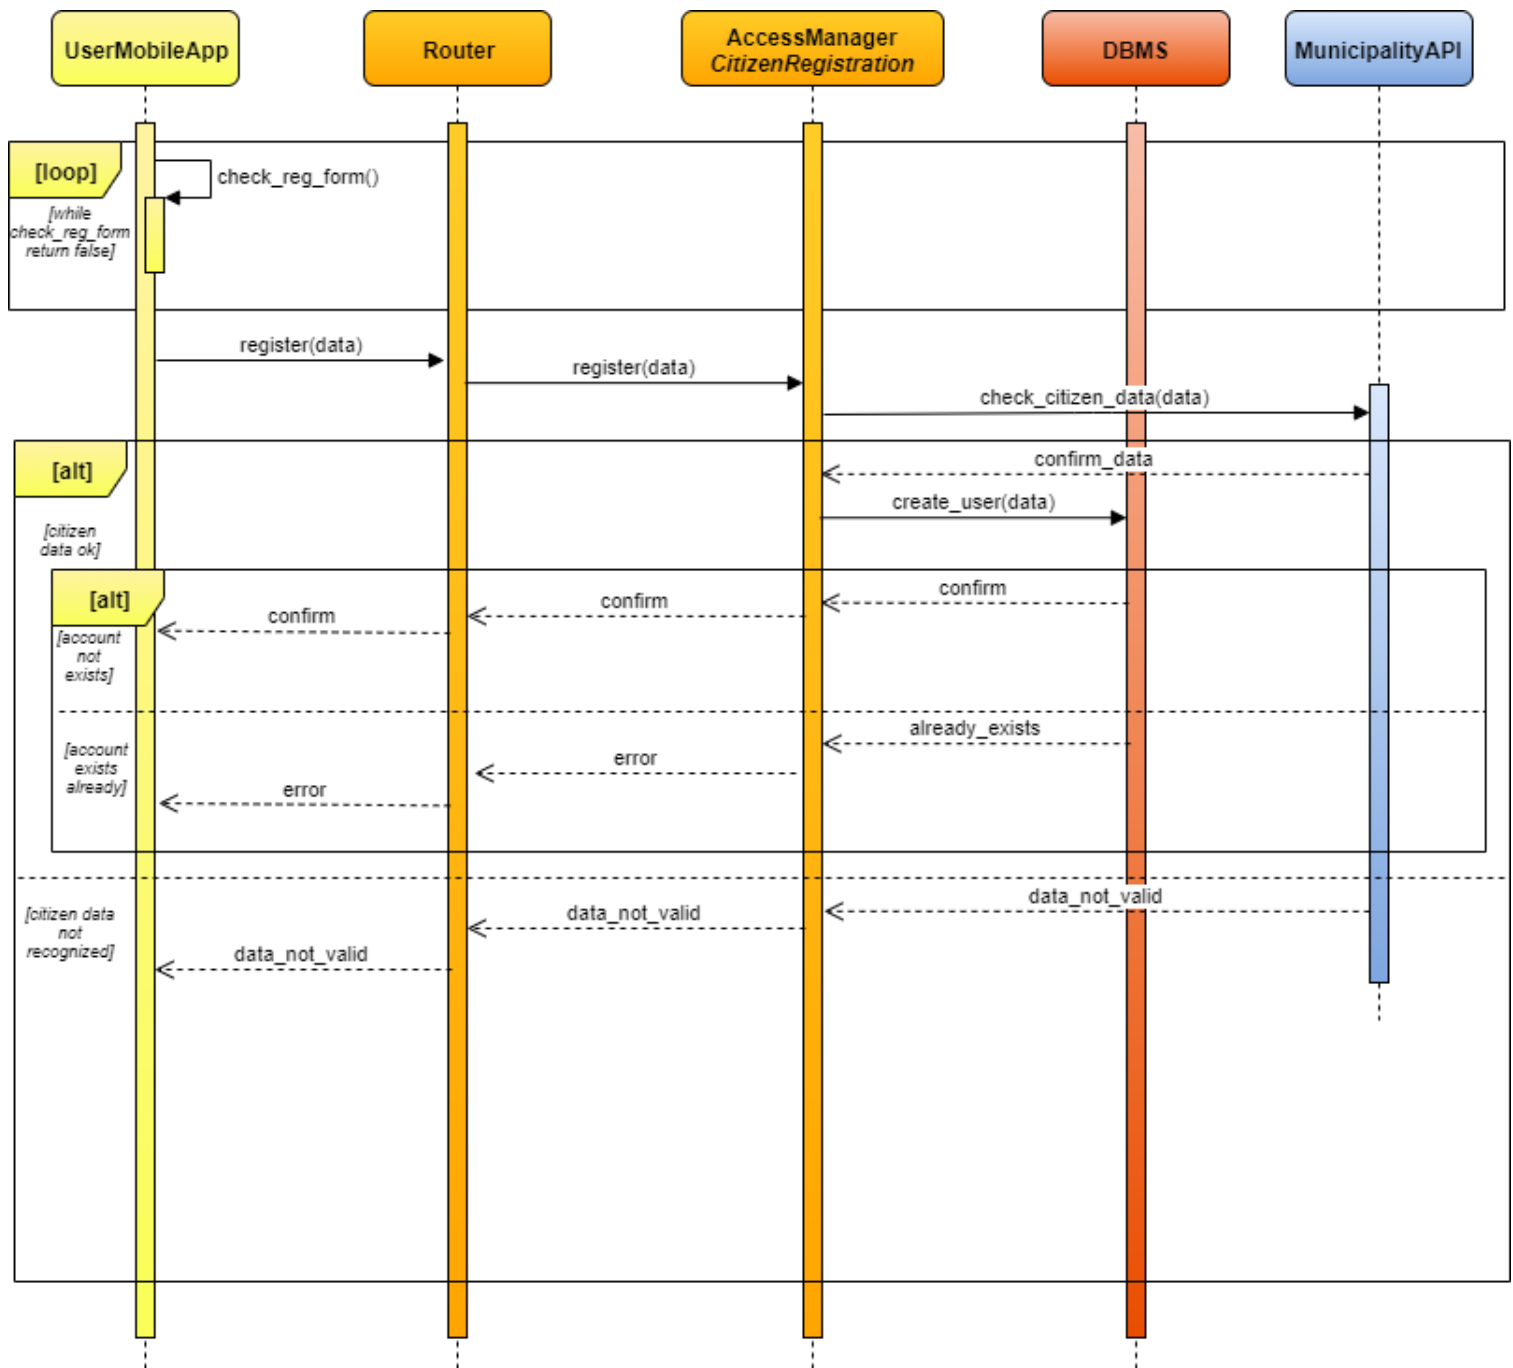 UserMobileApp
Router
AccessManager
CitizenRegistration
DBMS
MunicipalityAPI
[loop]
check_reg_form()
[while
check_reg_form
return false]
register(data)
register(data)
check_citizen_data(data)
[alt]
confirm_data
create_user(data)
[citizen
data ok]
[alt]
confirm
confirm
confirm
[account
not
exists]
already_exists
[account
exists
already]
error
error
data_not_valid
[citizen data
not
recognized]
data_not_valid
data_not_valid